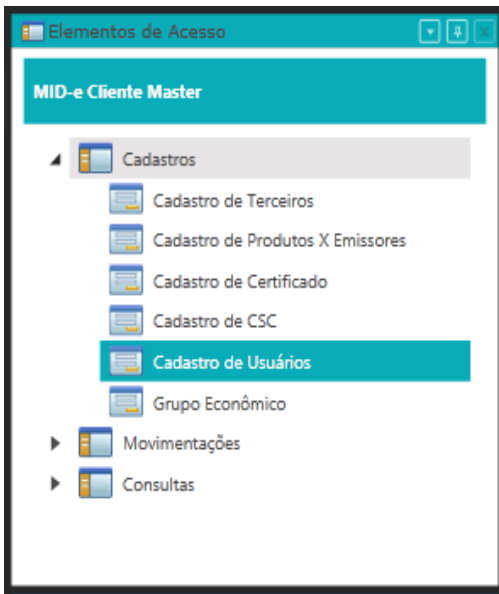 Elementos de Acesso
MID-e Cliente Master
Cadastros
Cadastro de Terceiros
Cadastro de Produtos X Emissores
Cadastro de Certificado
Cadastro de CSC
Cadastro de Usuários
Grupo Econômico
Movimentações
Consultas